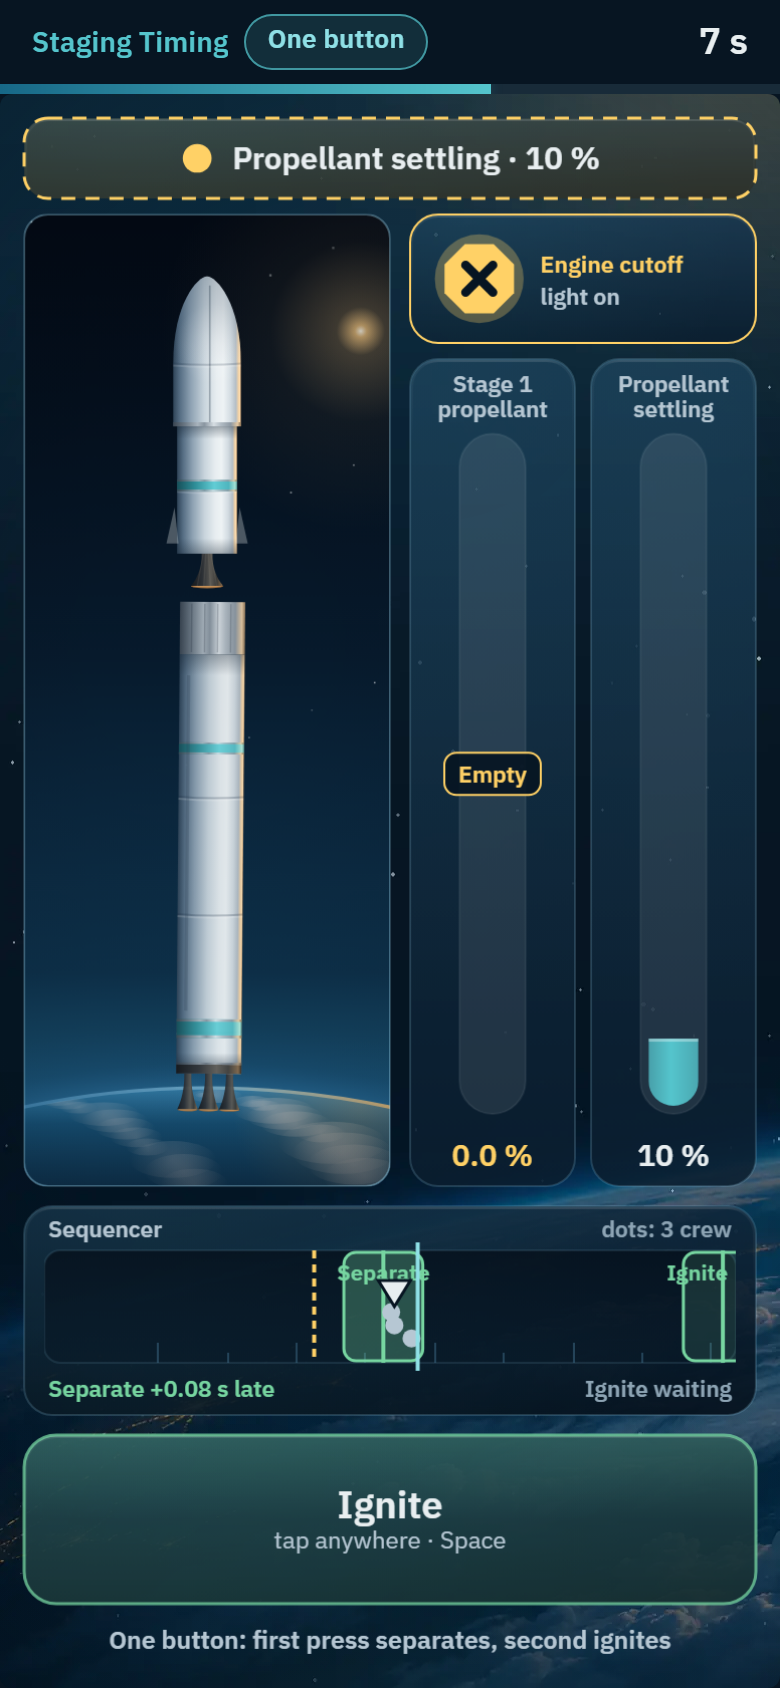 Staging Timing
One button
7 s
Propellant settling · 10 %
Engine cutoff
light on
Stage 1
propellant
Empty
0.0 %
Propellant
settling
10 %
Sequencer
dots: 3 crew
Separate
Ignite
Separate +0.08 s late
Ignite waiting
Ignite
tap anywhere · Space
One button: first press separates, second ignites